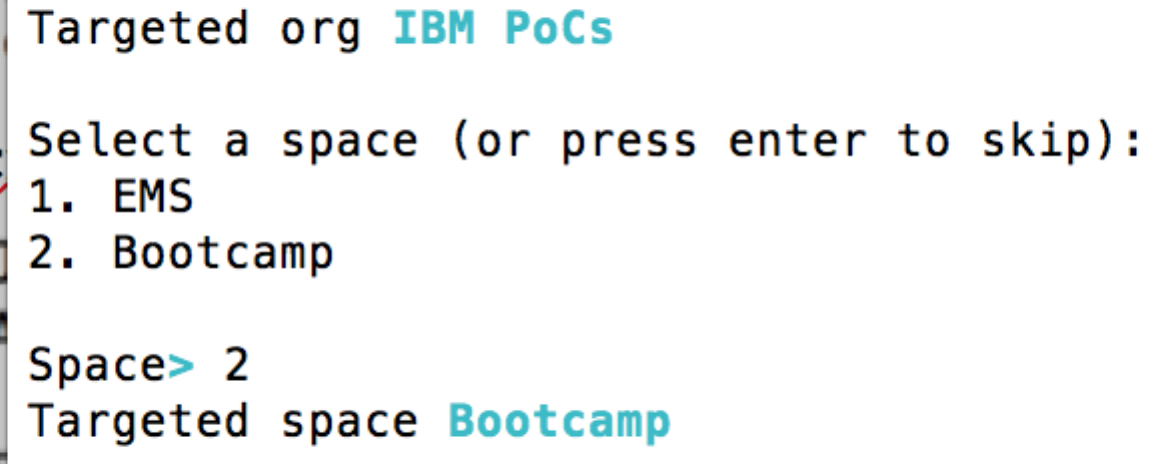 Targeted org IBM PoCs
Select a space (or press enter to skip):
1. EMS
2. Bootcamp
Space> 2
Targeted space Bootcamp